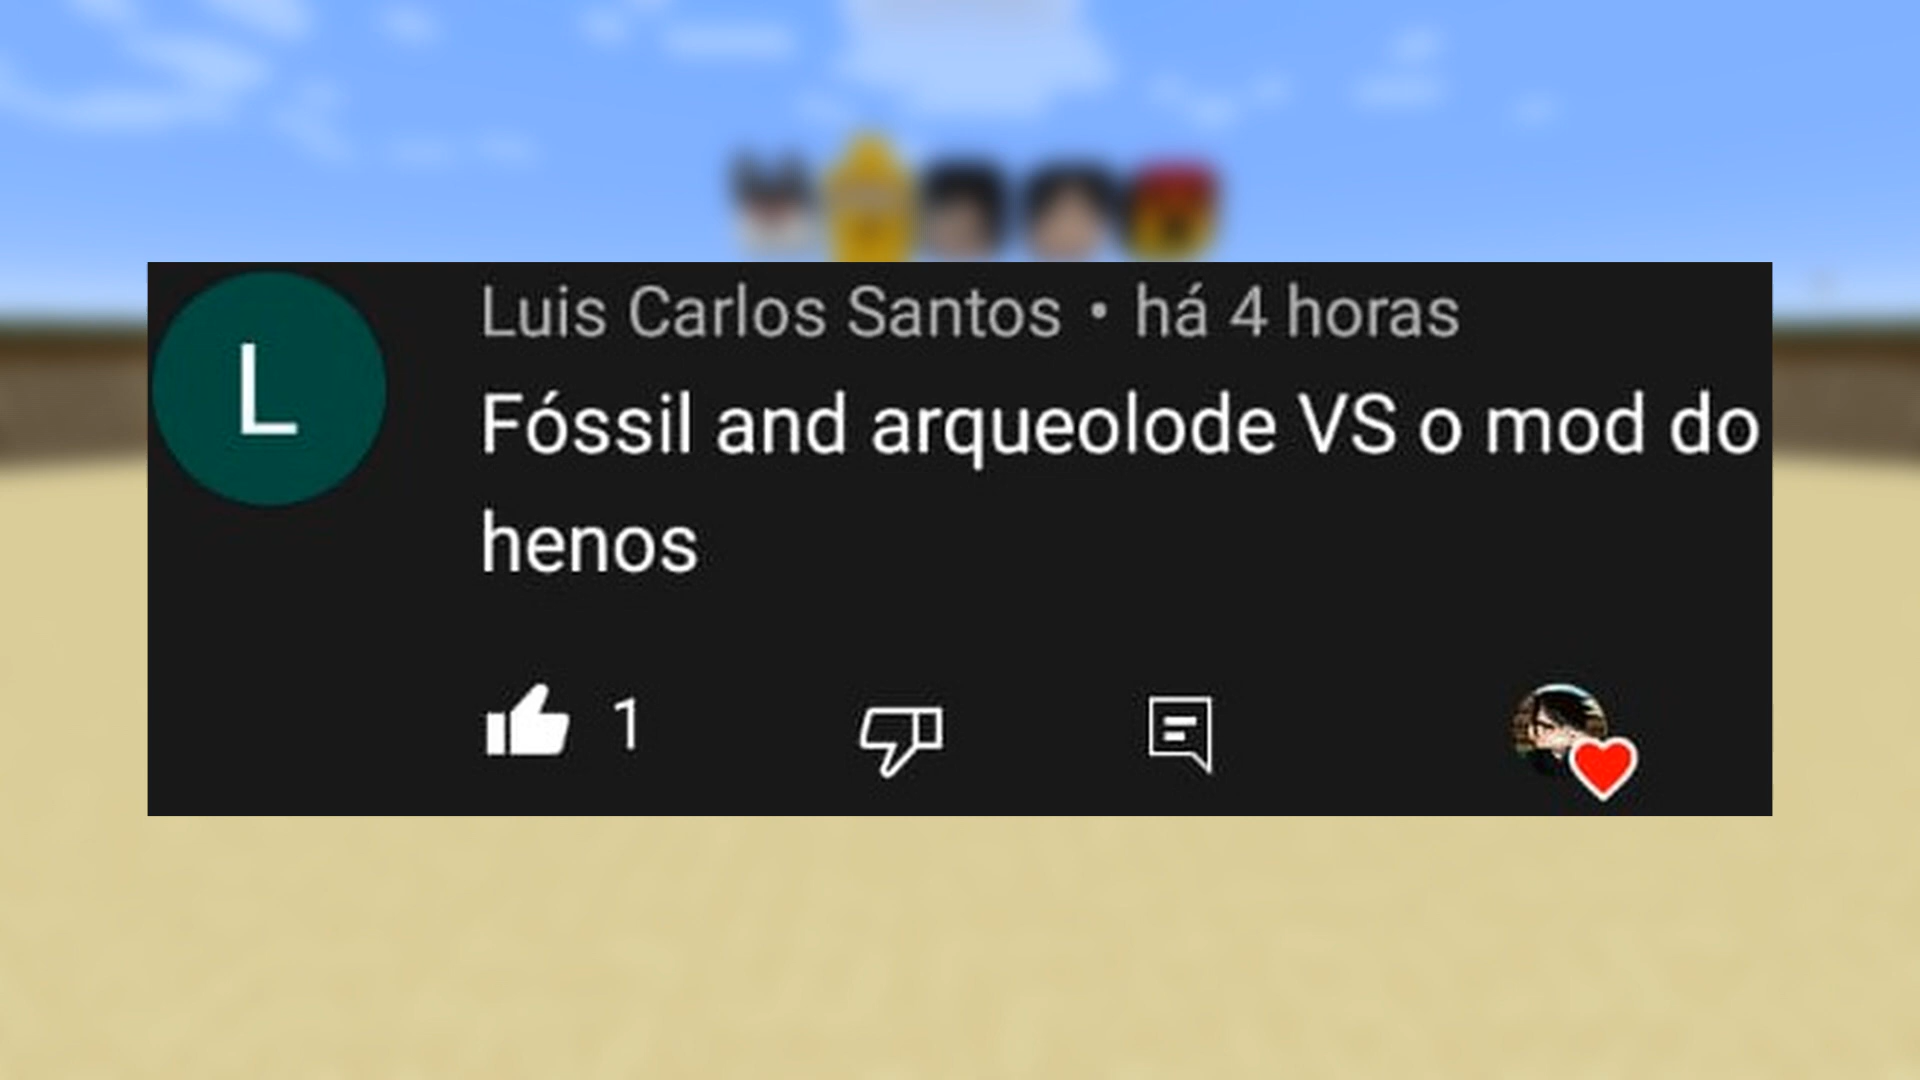 L
Luis Carlos Santos • há 4 horas
Fóssil and arqueolode VS o mod do
henos
1